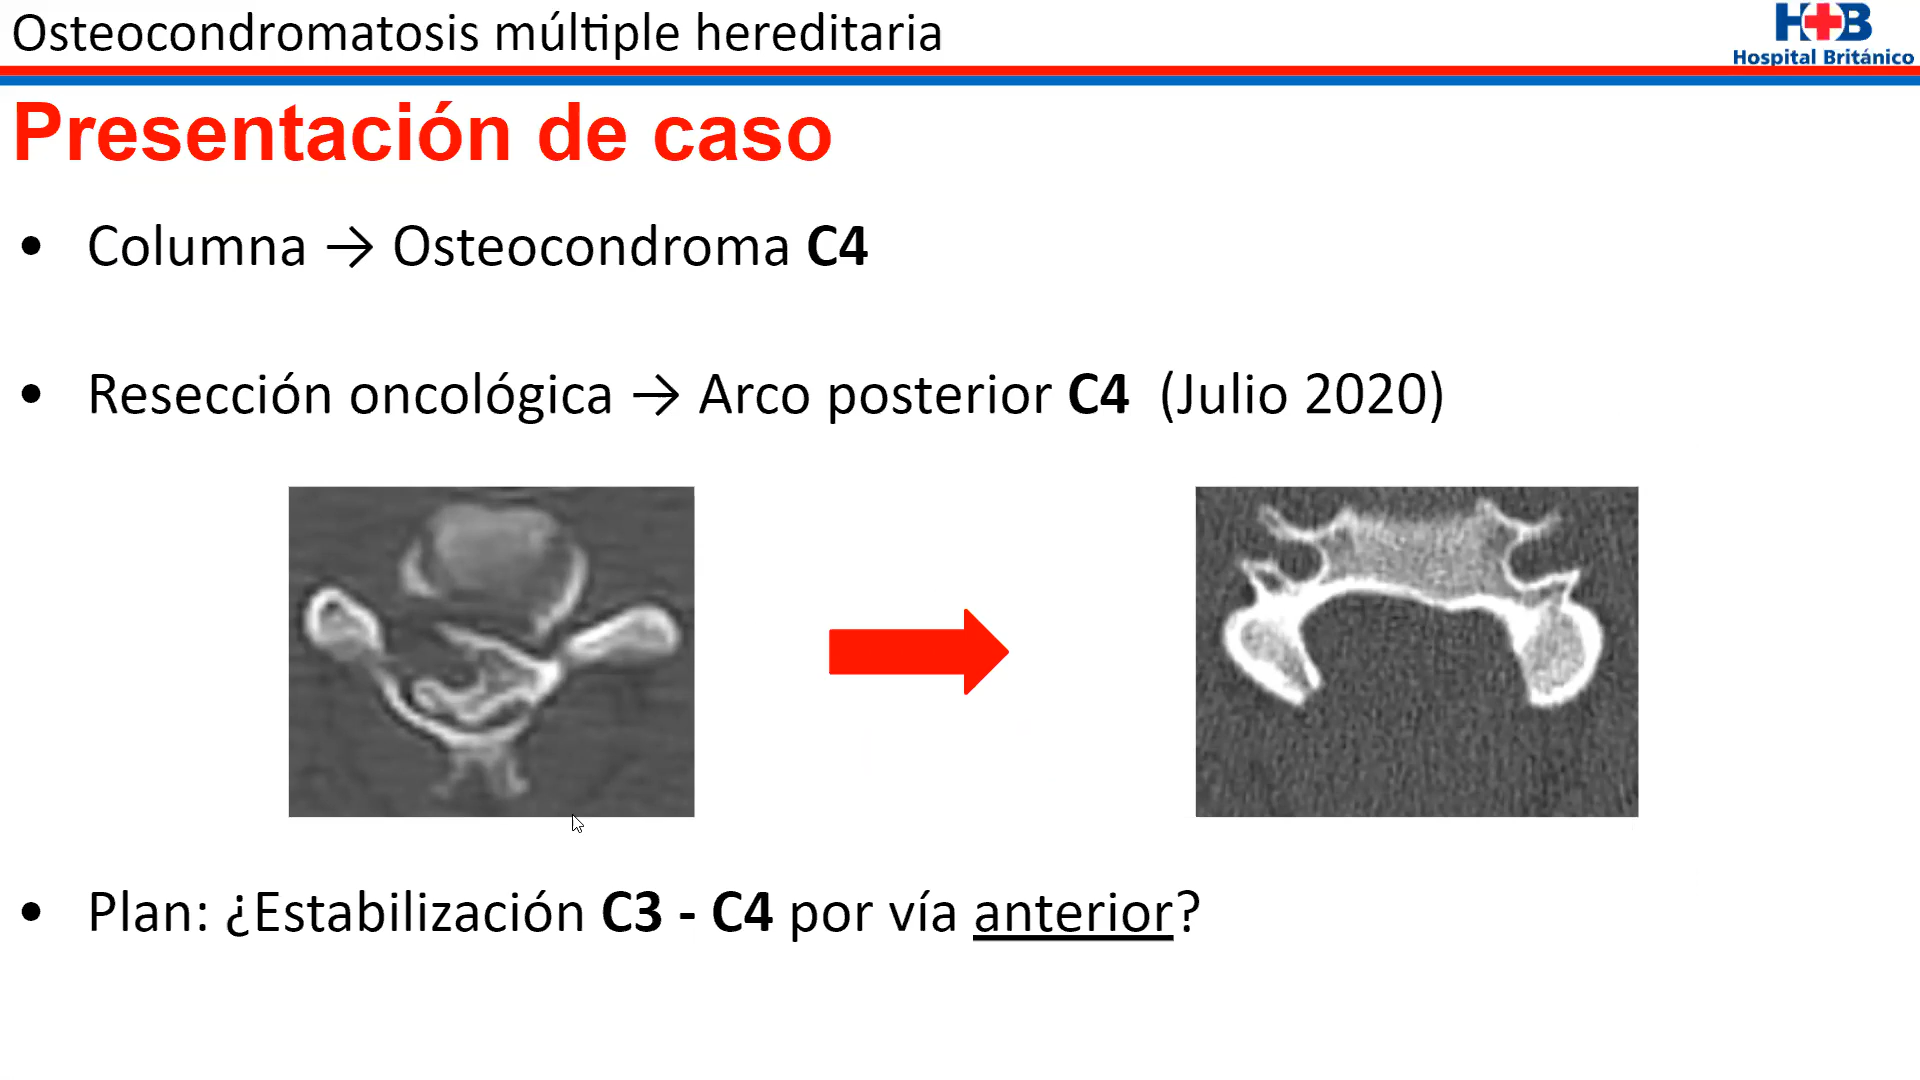 Osteocondromatosis múltiple hereditaria
H B
Hospital Británico
Presentación de caso
• Columna → Osteocondroma C4
• Resección oncológica → Arco posterior C4 (Julio 2020)
• Plan: ¿Estabilización C3 - C4 por vía anterior?